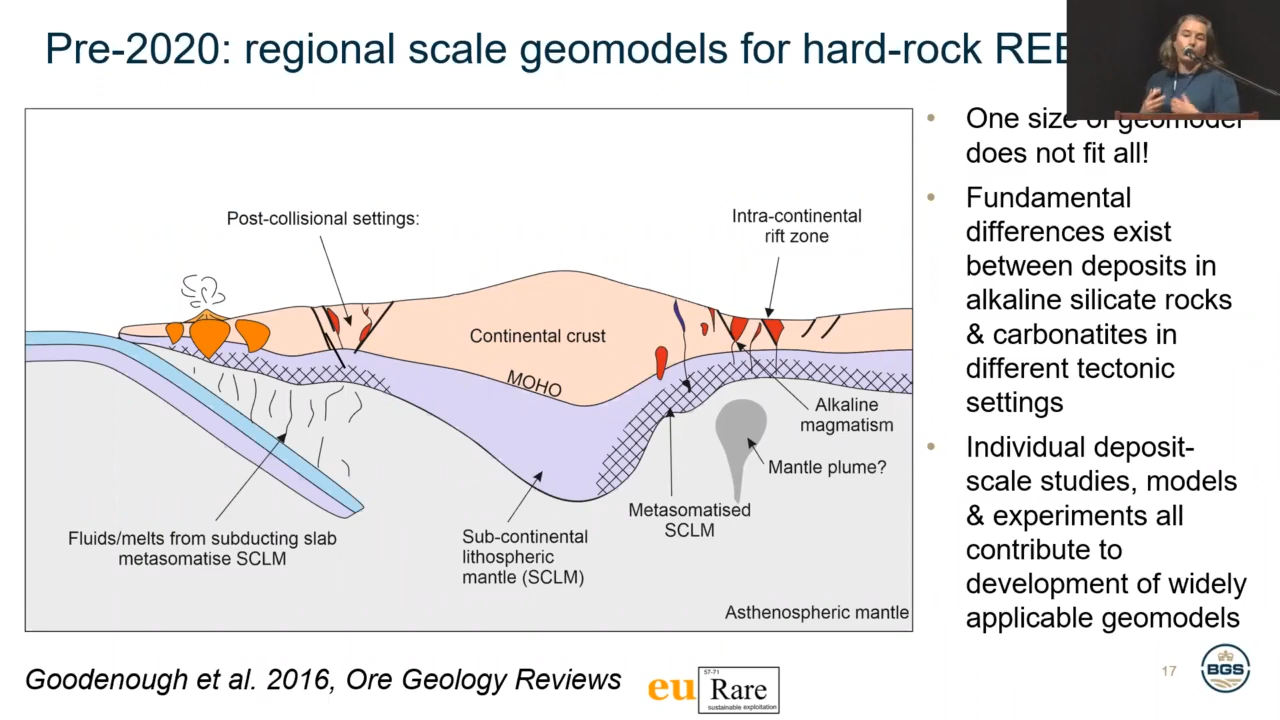 Pre-2020: regional scale geomodels for hard-rock REE
One size of geomodel
does not fit all!
Fundamental
differences exist
between deposits in
alkaline silicate rocks
& carbonatites in
different tectonic
settings
Individual deposit-
scale studies, models
& experiments all
contribute to
development of widely
applicable geomodels
Post-collisional settings:
Intra-continental
rift zone
Continental crust
MOHO
Alkaline
magmatism
Mantle plume?
Metasomatised
SCLM
Fluids/melts from subducting slab
metasomatise SCLM
Sub-continental
lithospheric
mantle (SCLM)
Asthenospheric mantle
Goodenough et al. 2016, Ore Geology Reviews
eu
57-71
Rare
sustainable exploitation
17
BGS